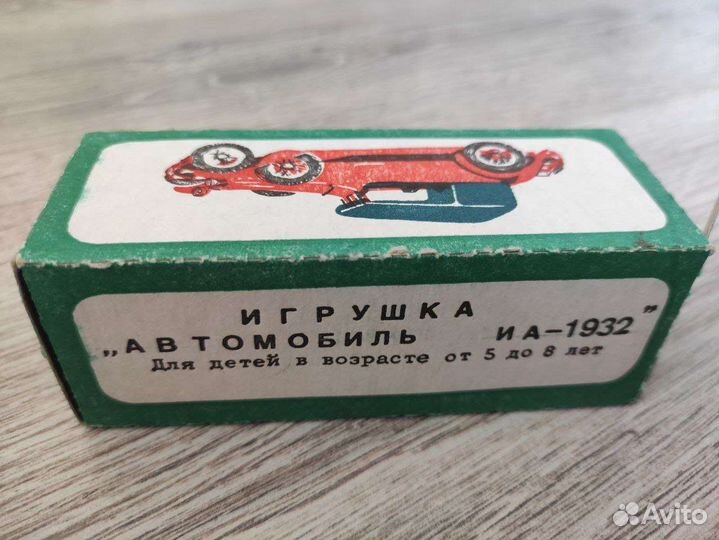 ИГРУШКА
„АВТОМОБИЛЬ ИА-1932”
Для детей в возрасте от 5 до 8 лет
Avito